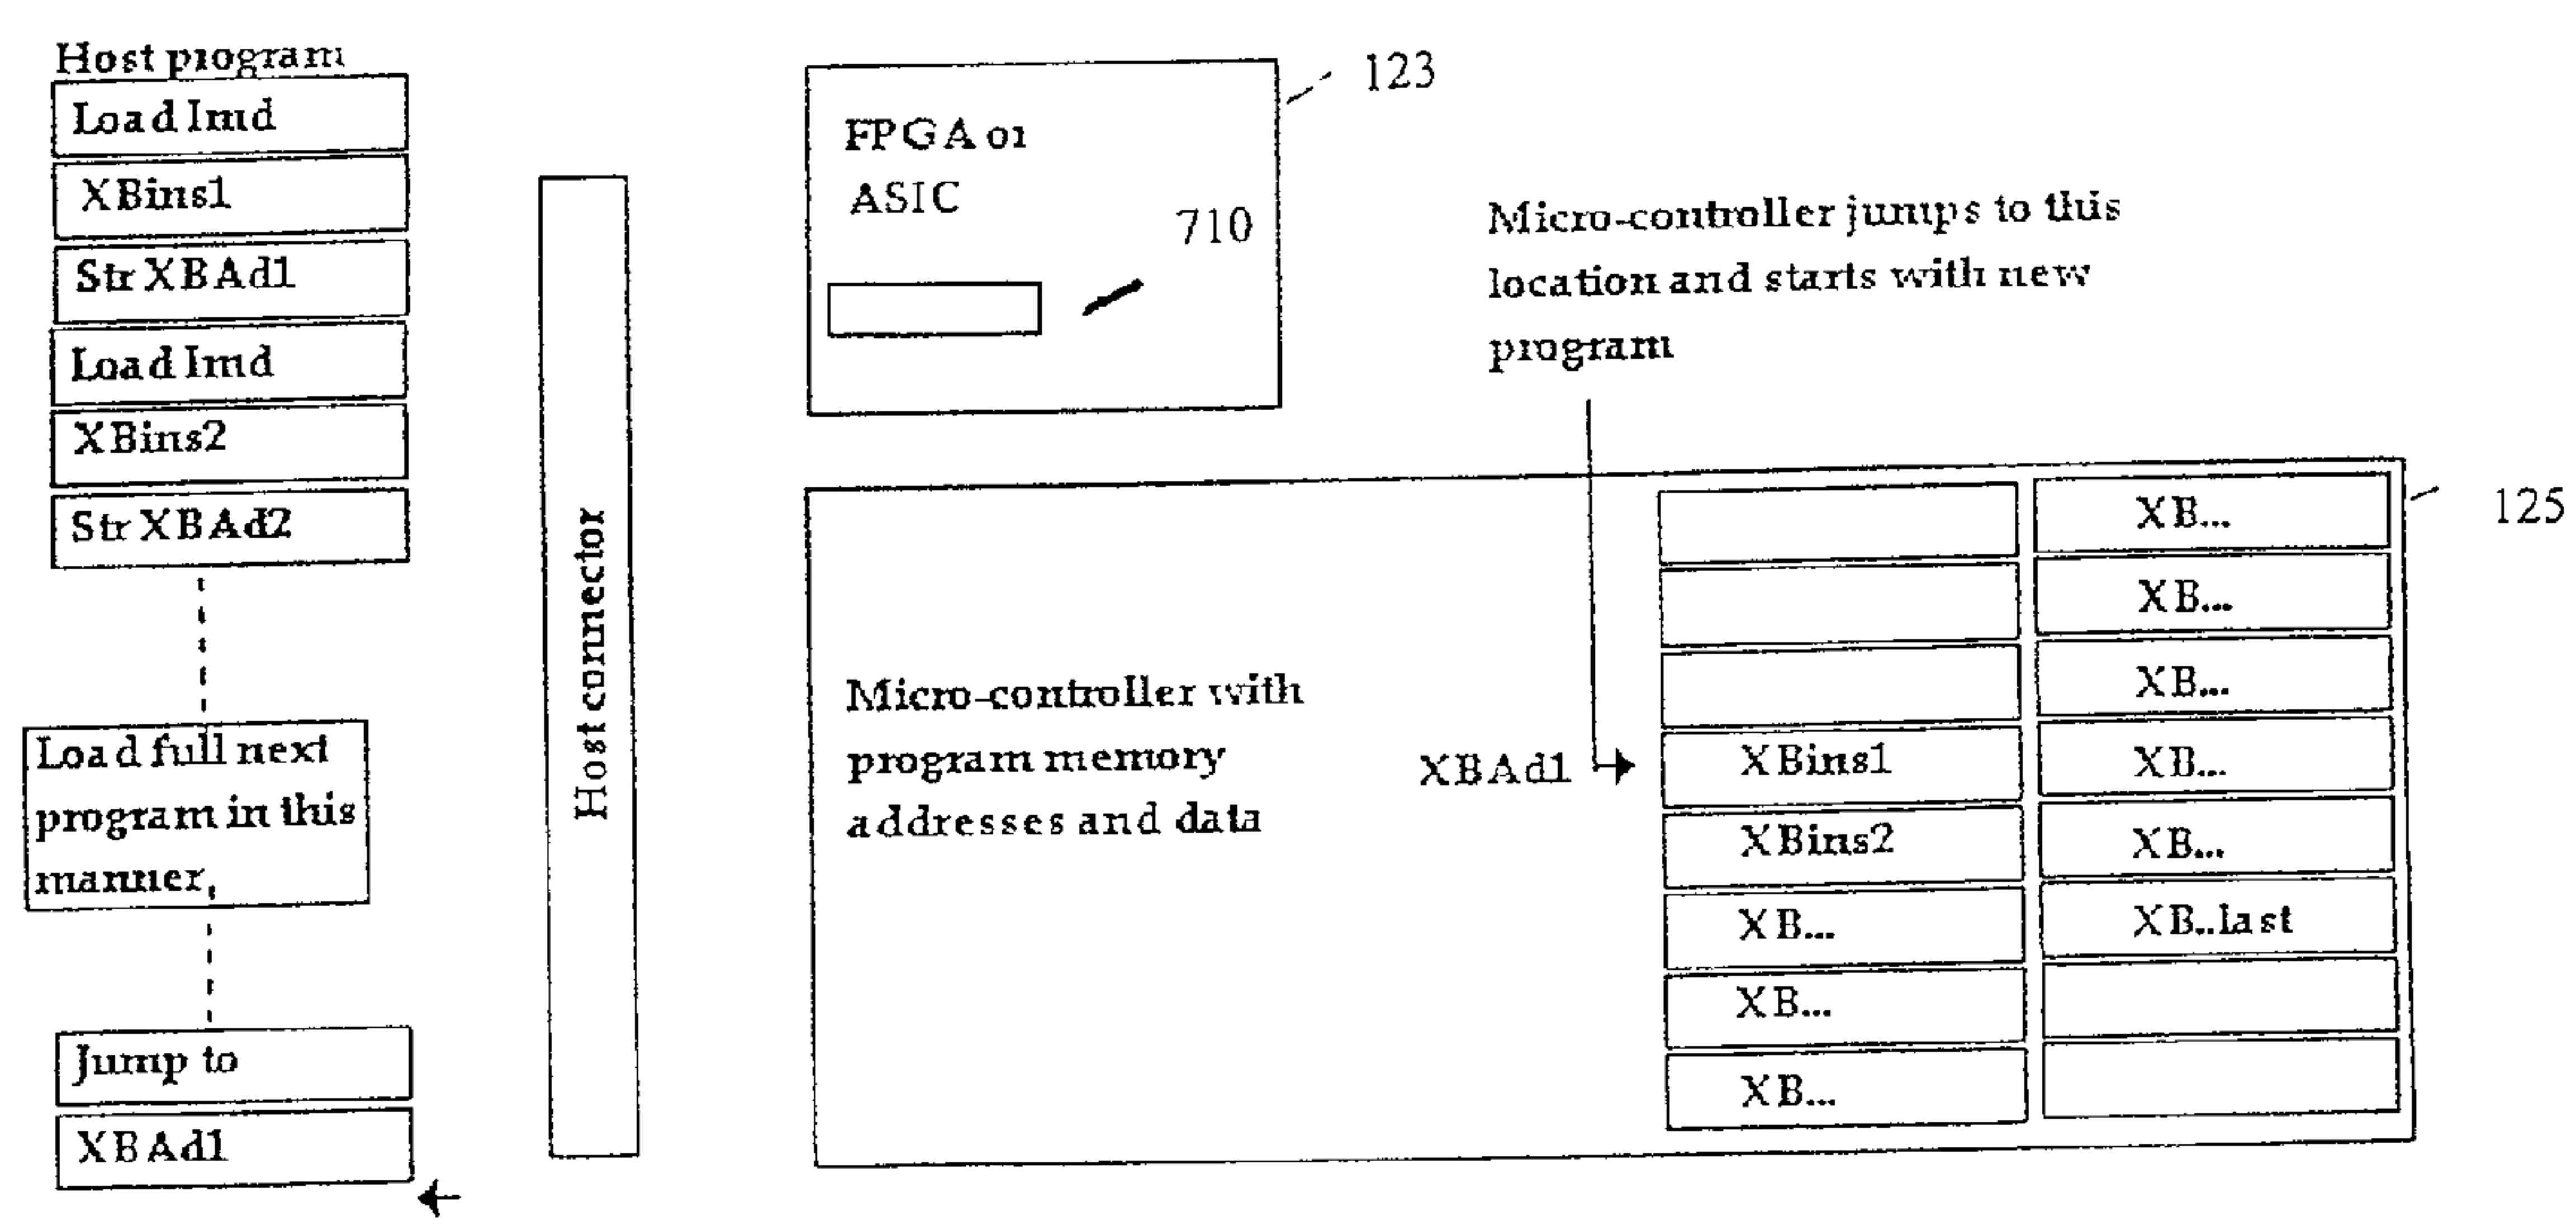 Host program
Load Imd
XBins1
Str XBAd1
Load Imd
XBins2
Str XBAd2
Load full next
program in this
manner,
Jump to
XBAd1
Host connector
FPGA or
ASIC
710
123
Micro-controller jumps to this
location and starts with new
program
Micro-controller with
program memory
addresses and data
XBAd1
XBins1
XBins2
XB...
XB...
XB...
XB...
XB...
XB...
XB...
XB...
XB..last
125